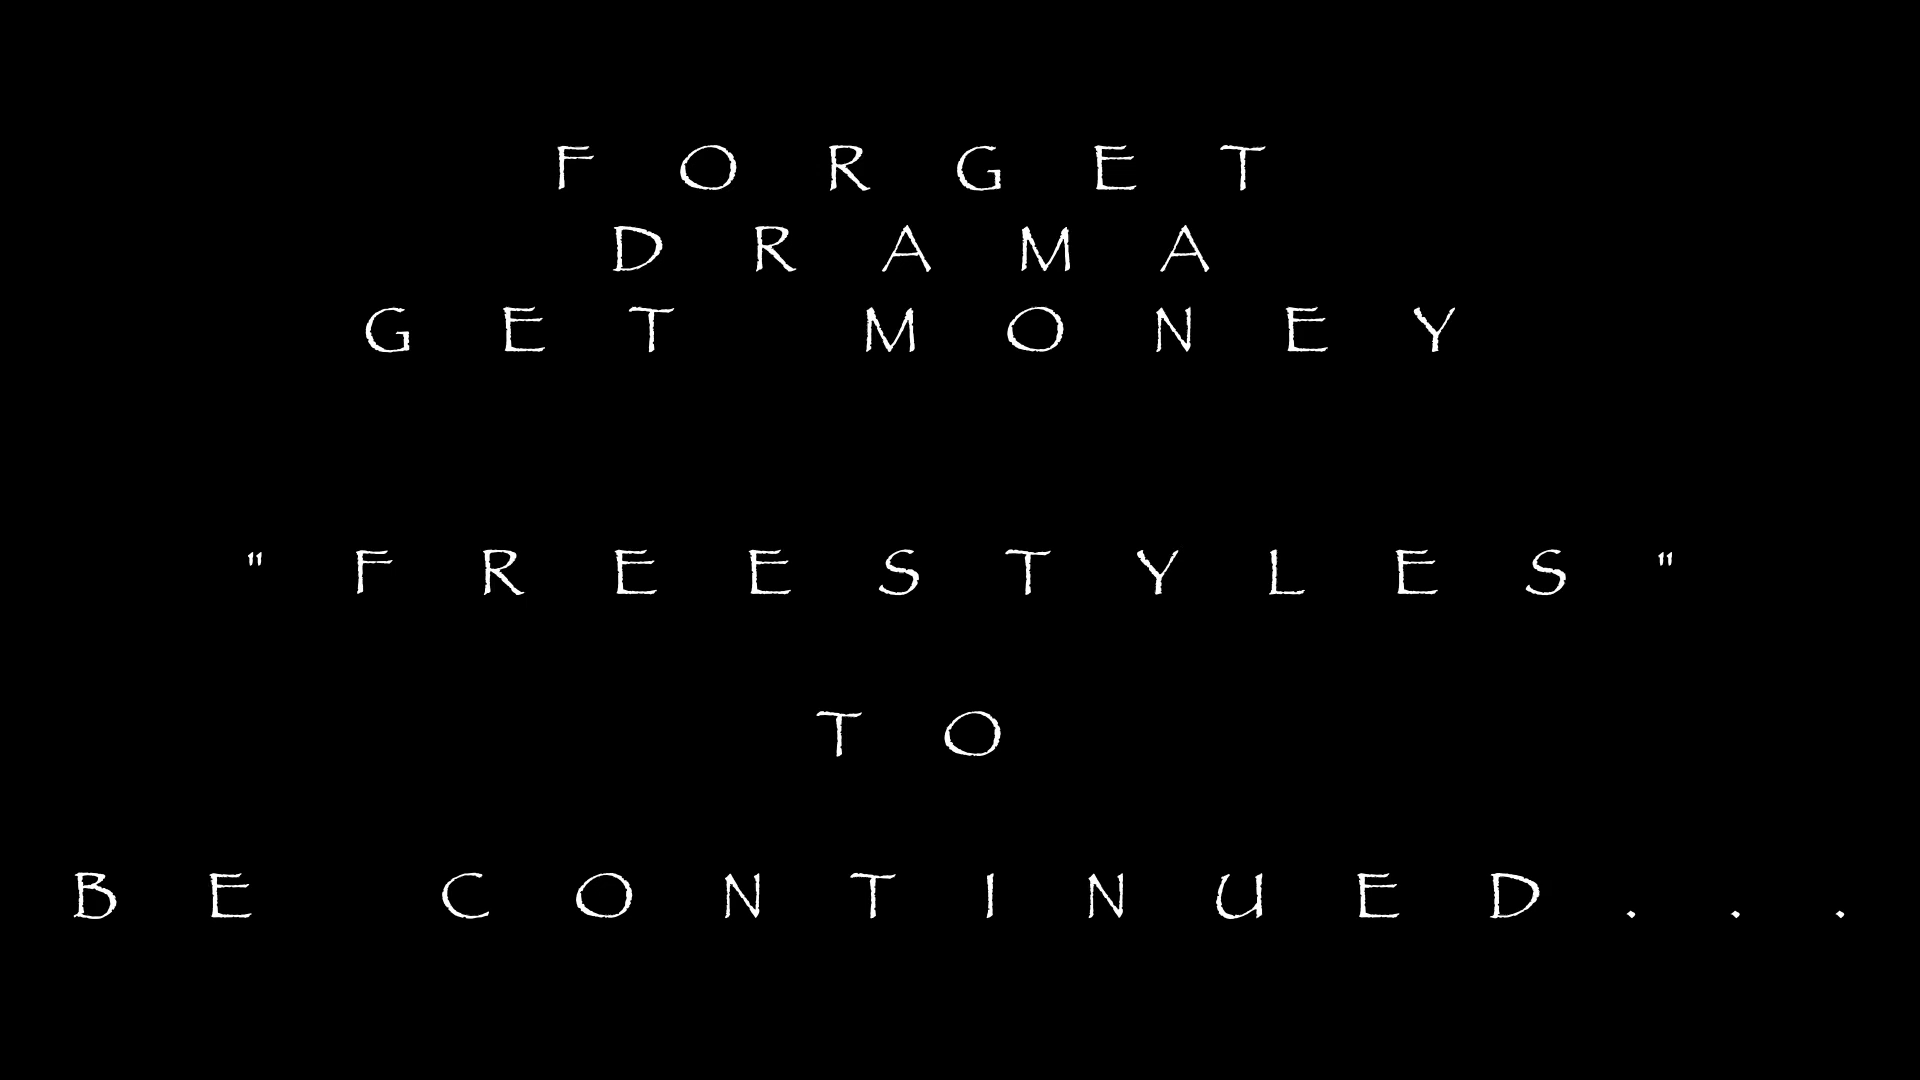 FORGET
DRAMA
GET MONEY
"FREESTYLES"
TO
BE CONTINUED...